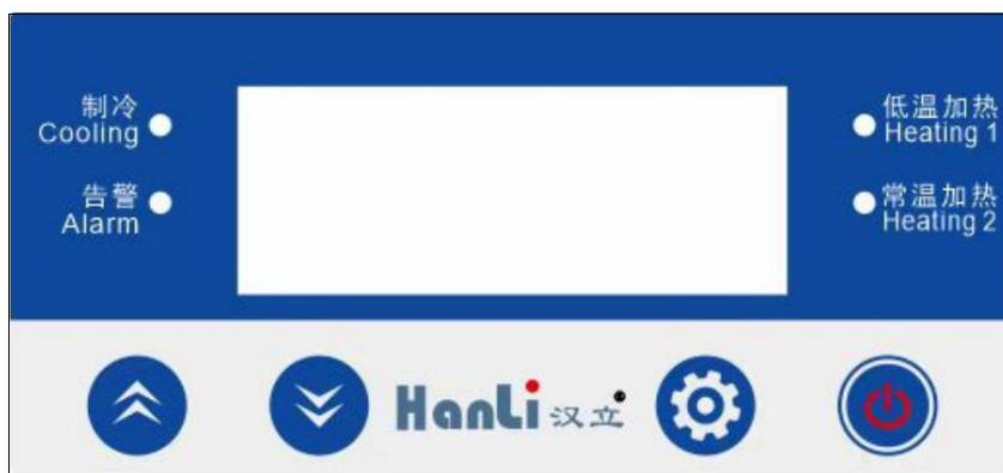 制冷
Cooling
告警
Alarm
低温加热
Heating 1
常温加热
Heating 2
HanLi 汉立